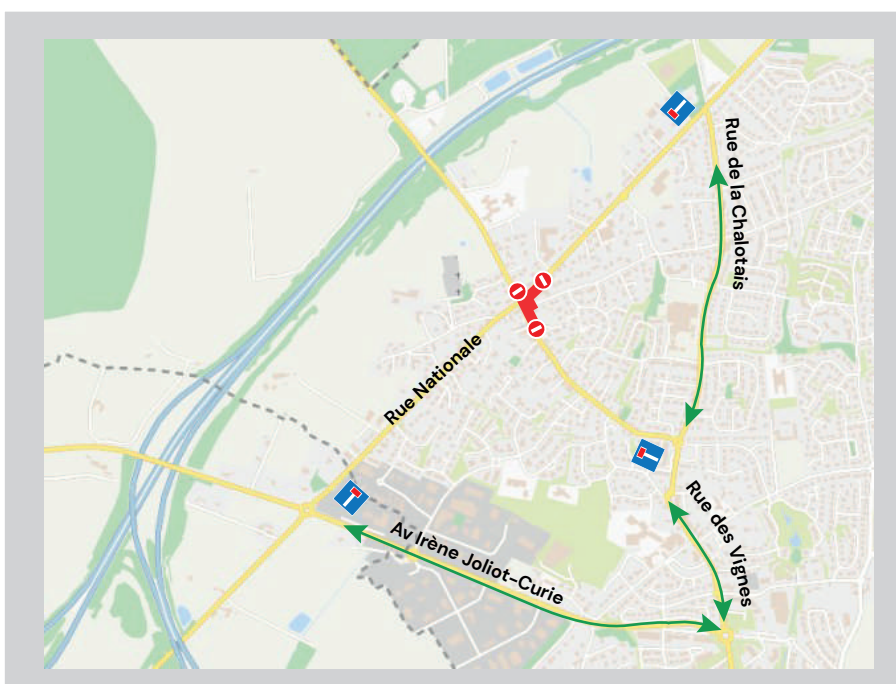 Rue de la Chalotais
Rue Nationale
Rue des Vignes
Av Irène Joliot-Curie